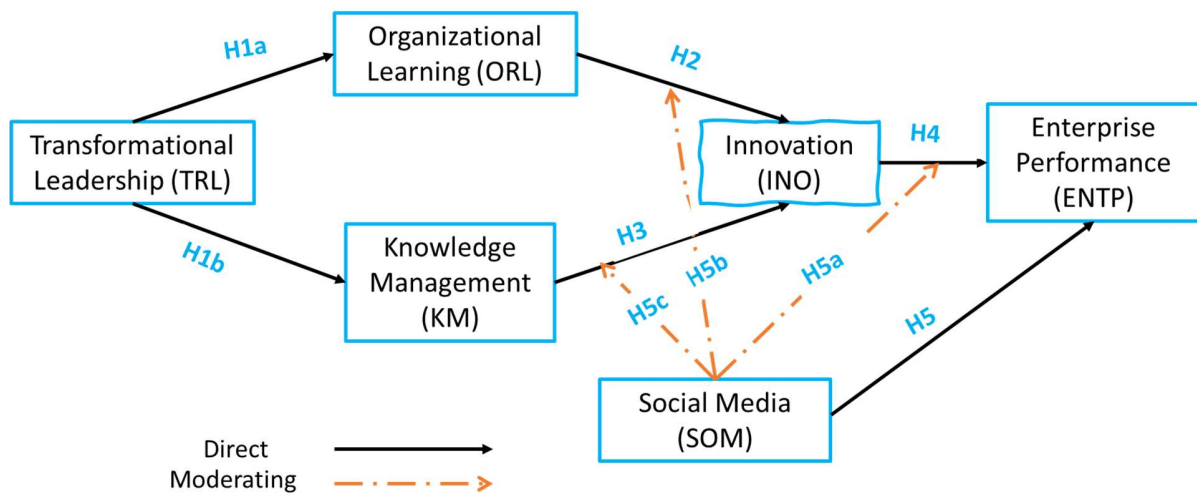 H1a
Organizational
Learning (ORL)
H2
Transformational
Leadership (TRL)
Innovation
(INO)
H4
Enterprise
Performance
(ENTP)
H1b
Knowledge
Management
(KM)
H3
H5c
H5b
H5a
H5
Social Media
(SOM)
Direct
Moderating